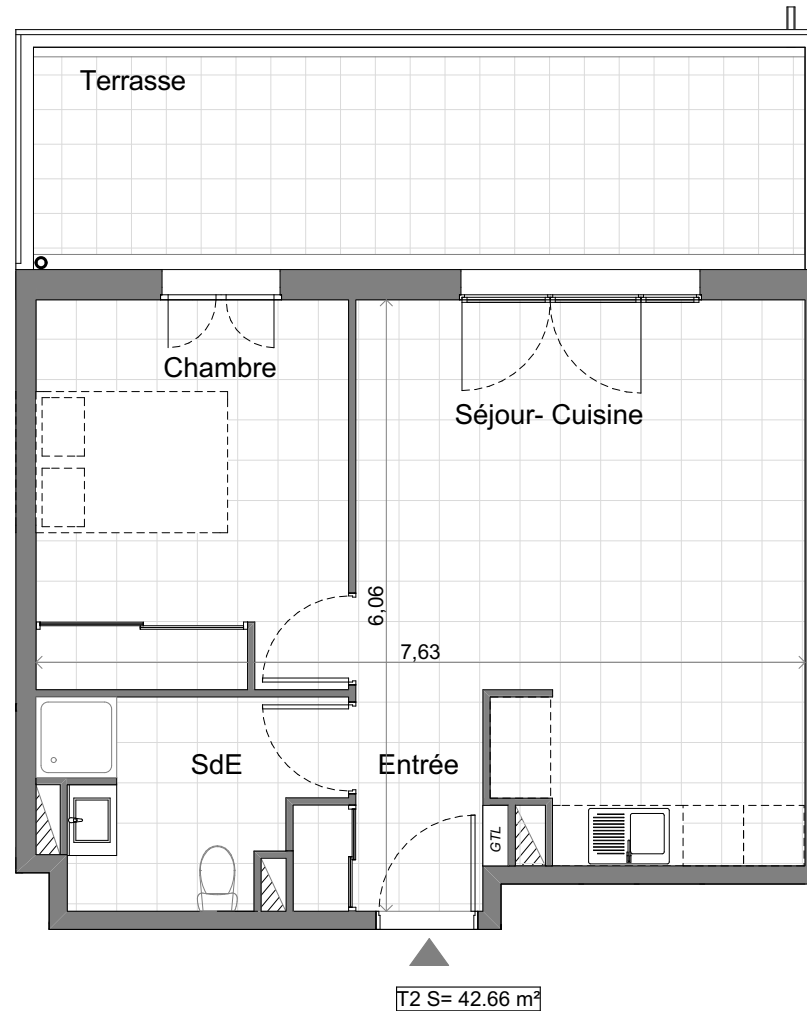 Terrasse
Chambre
Séjour- Cuisine
6,06
7,63
SdE
Entrée
GTL
T2 S= 42.66 m²